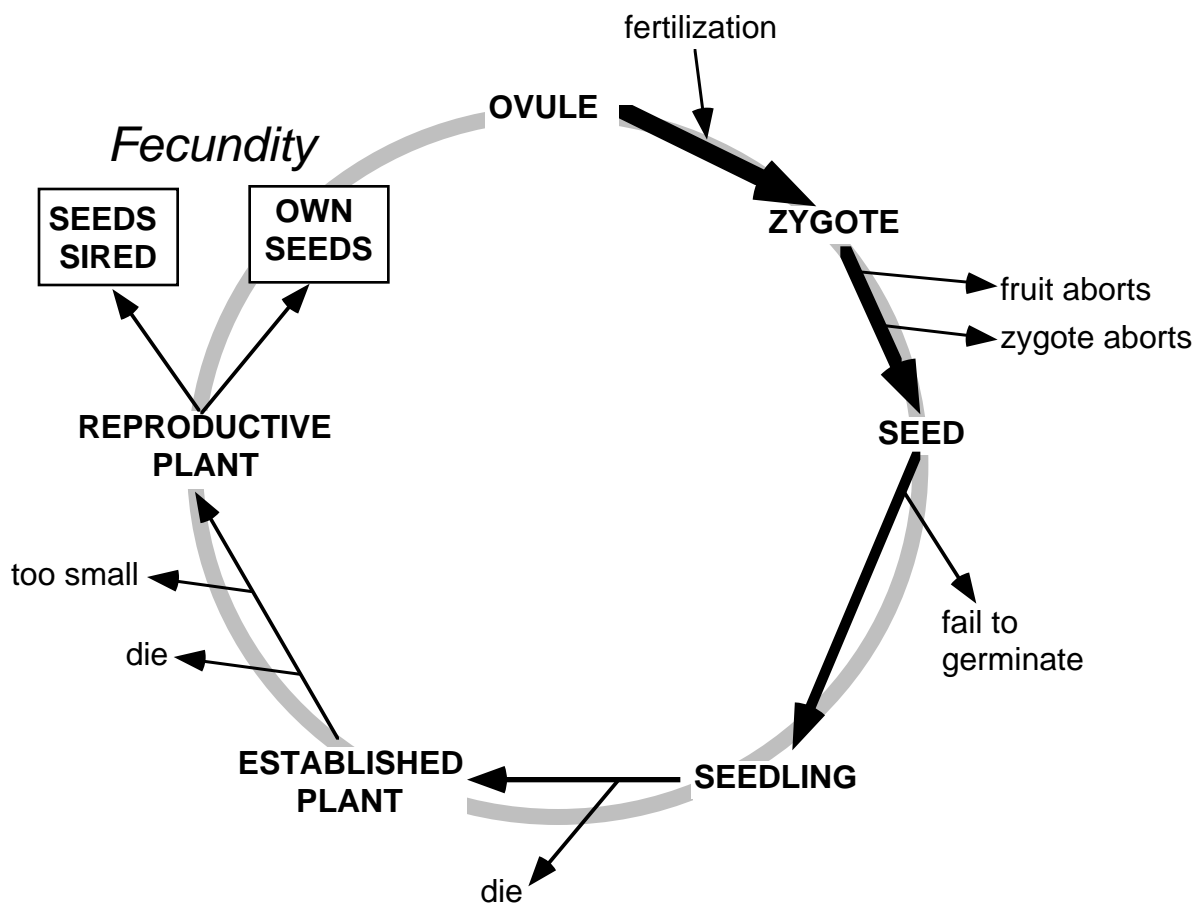 fertilization
OVULE
Fecundity
SEEDS
SIRED
OWN
SEEDS
ZYGOTE
fruit aborts
zygote aborts
SEED
REPRODUCTIVE
PLANT
too small
die
fail to
germinate
ESTABLISHED
PLANT
SEEDLING
die